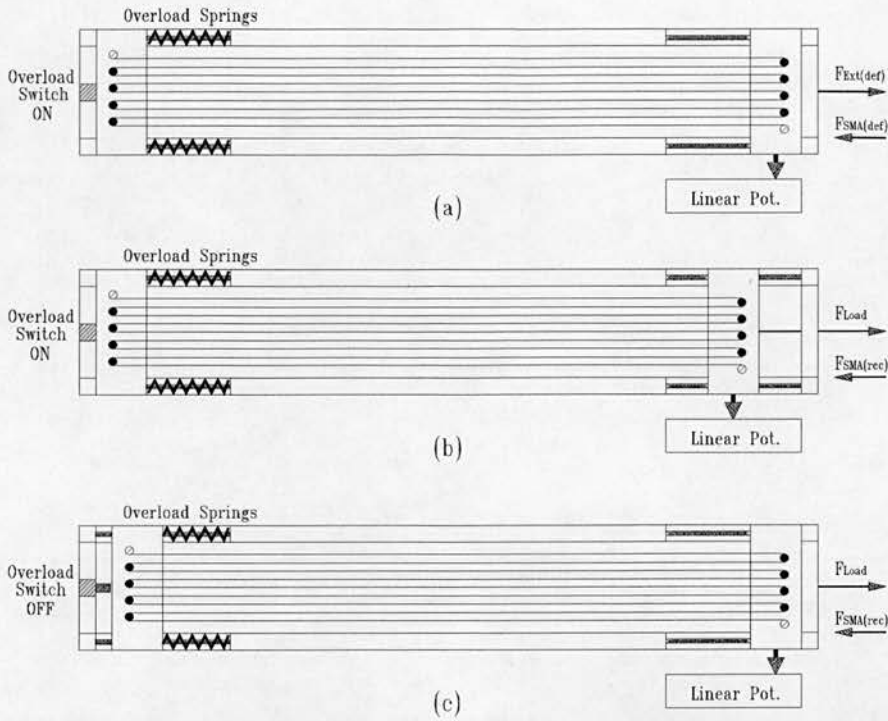 Overload Springs
Overload
Switch
ON
FExt(def)
FSMA(def)
Linear Pot.
(a)
Overload Springs
Overload
Switch
ON
FLoad
FSMA(rec)
Linear Pot.
(b)
Overload Springs
Overload
Switch
OFF
FLoad
FSMA(rec)
Linear Pot.
(c)